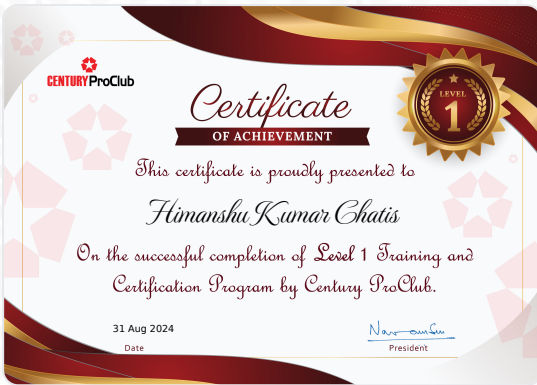 CENTURY ProClub
Certificate
OF ACHIEVEMENT
LEVEL
1
This certificate is proudly presented to
Himanshu Kumar Ghatis
On the successful completion of Level 1 Training and
Certification Program by Century ProClub.
31 Aug 2024
Date
President